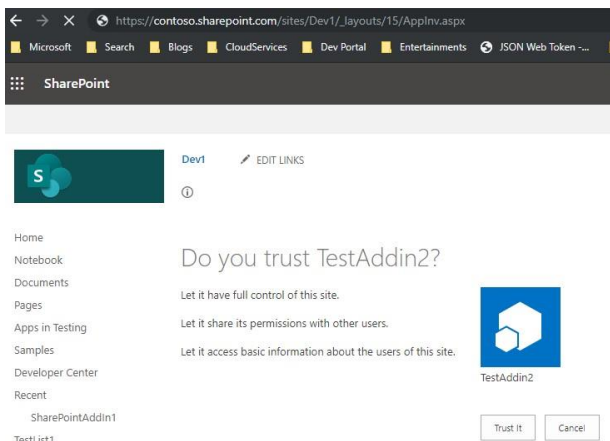 https://contoso.sharepoint.com/sites/Dev1/_layouts/15/AppInv.aspx
Microsoft Search Blogs CloudServices Dev Portal Entertainments JSON Web Token -...
SharePoint
Dev1 EDIT LINKS
S
Home
Notebook
Documents
Pages
Apps in Testing
Samples
Developer Center
Recent
SharePointAddIn1
TestList1
Do you trust TestAddin2?
Let it have full control of this site.
Let it share its permissions with other users.
Let it access basic information about the users of this site.
TestAddin2
Trust It Cancel